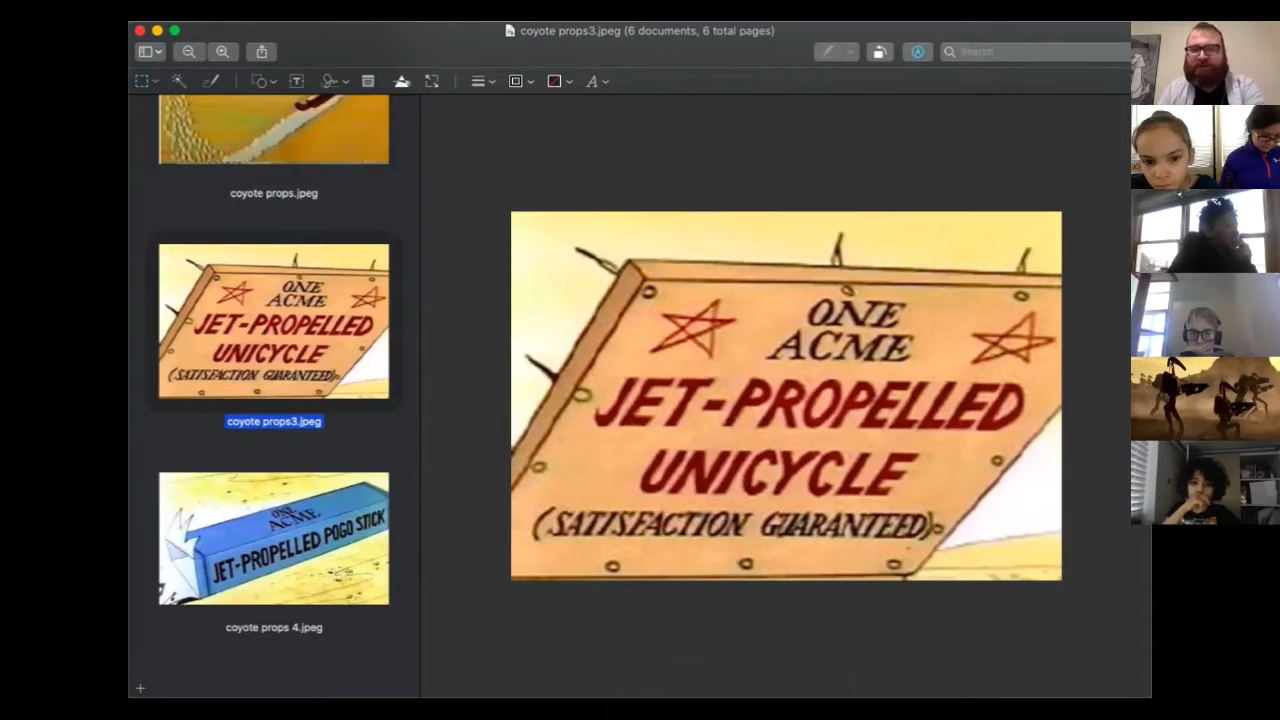 coyote props3.jpeg (6 documents, 6 total pages)
Search
coyote props.jpeg
ONE
ACME
JET-PROPELLED
UNICYCLE
(SATISFACTION GUARANTEED)
coyote props3.jpeg
ONE
ACME
JET-PROPELLED POGO STICK
coyote props 4.jpeg
ONE
ACME
JET-PROPELLED
UNICYCLE
(SATISFACTION GUARANTEED)